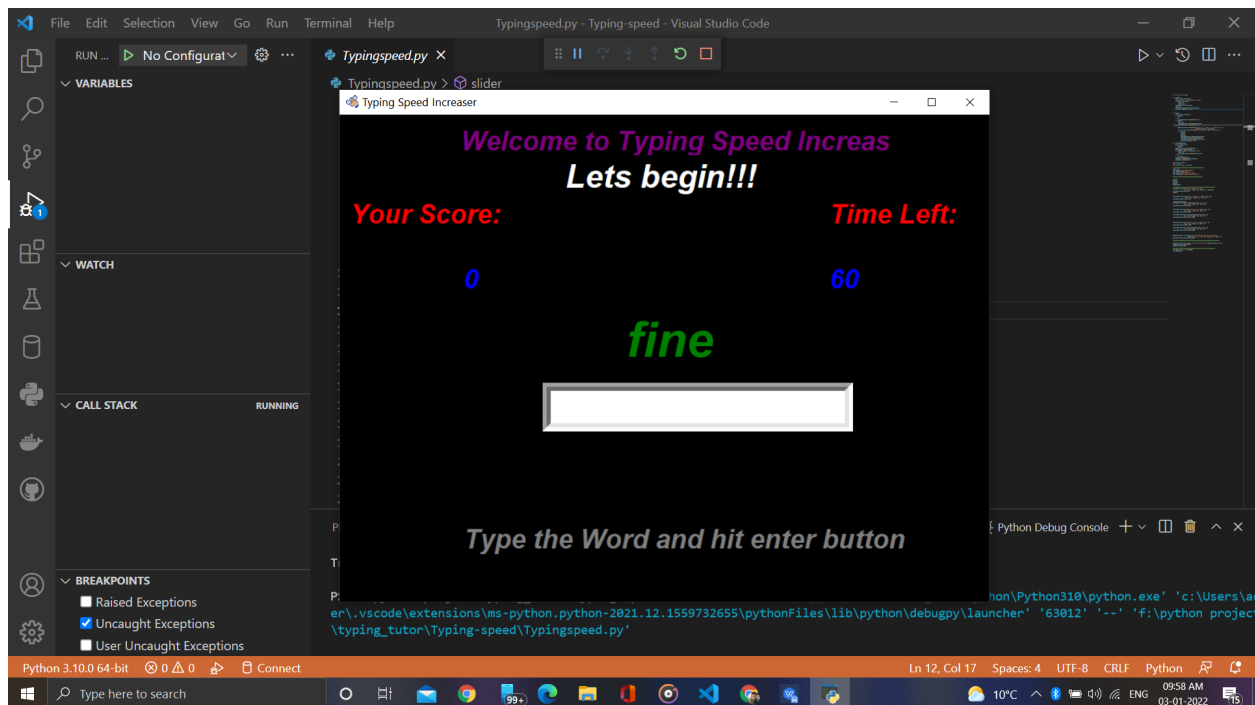 File Edit Selection View Go Run Terminal Help Typingspeed.py - Typing-speed - Visual Studio Code
RUN ... No Configurat Typingspeed.py
VARIABLES
Typingspeed.py > slider
Typing Speed Increaser
Welcome to Typing Speed Increas
Lets begin!!!
Your Score: Time Left:
0 60
fine
Type the Word and hit enter button
WATCH
CALL STACK RUNNING
BREAKPOINTS
Raised Exceptions
Uncaught Exceptions
User Uncaught Exceptions
1
Python Debug Console
hon\Python310\python.exe' 'c:\Users\a
er\.vscode\extensions\ms-python.python-2021.12.1559732655\pythonFiles\lib\python\debugpy\launcher' '63012' '--' 'f:\python projec
\typing_tutor\Typing-speed\Typingspeed.py'
Python 3.10.0 64-bit 0 0 Connect Ln 12, Col 17 Spaces: 4 UTF-8 CRLF Python
Type here to search 99+ 10°C ENG 09:58 AM
03-01-2022 15